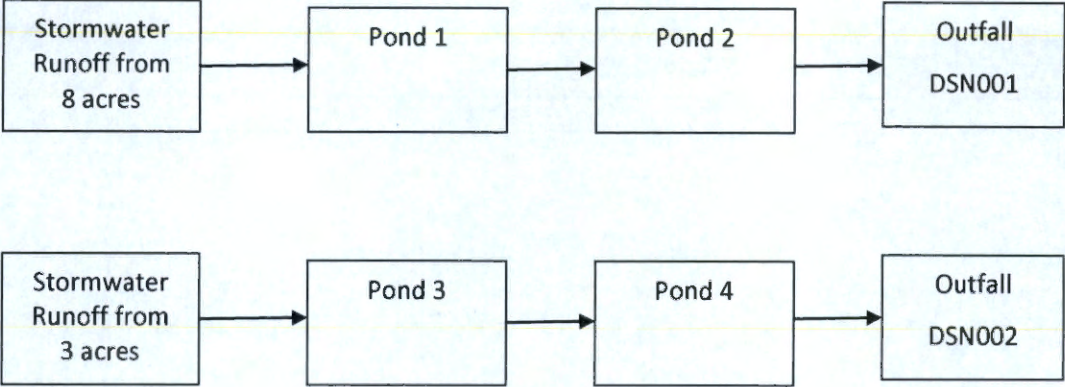 Stormwater
Runoff from
8 acres
Pond 1
Pond 2
Outfall
DSN001
Stormwater
Runoff from
3 acres
Pond 3
Pond 4
Outfall
DSN002